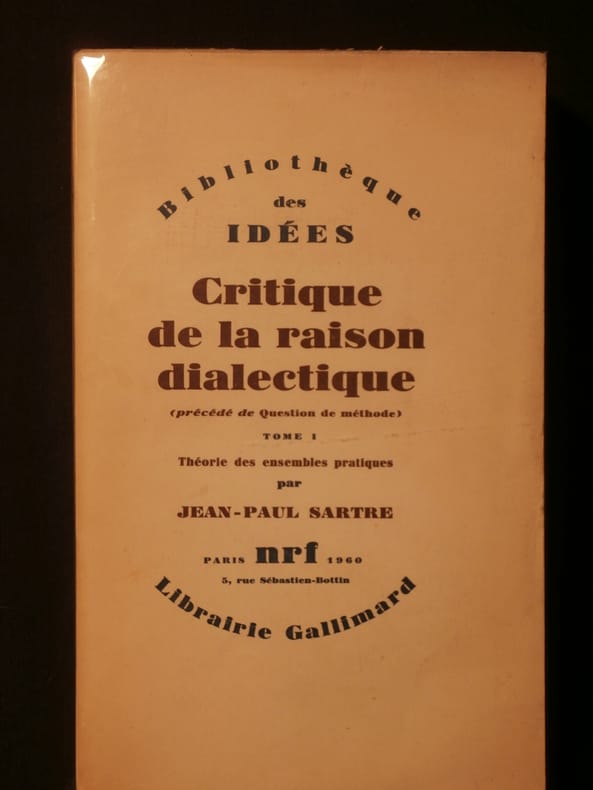 Bibliothèque
des
IDÉES
Critique
de la raison
dialectique
(précédé de Question de méthode)
TOME I
Théorie des ensembles pratiques
par
JEAN-PAUL SARTRE
PARIS nrf 1960
5, rue Sébastien-Bottin
Librairie Gallimard